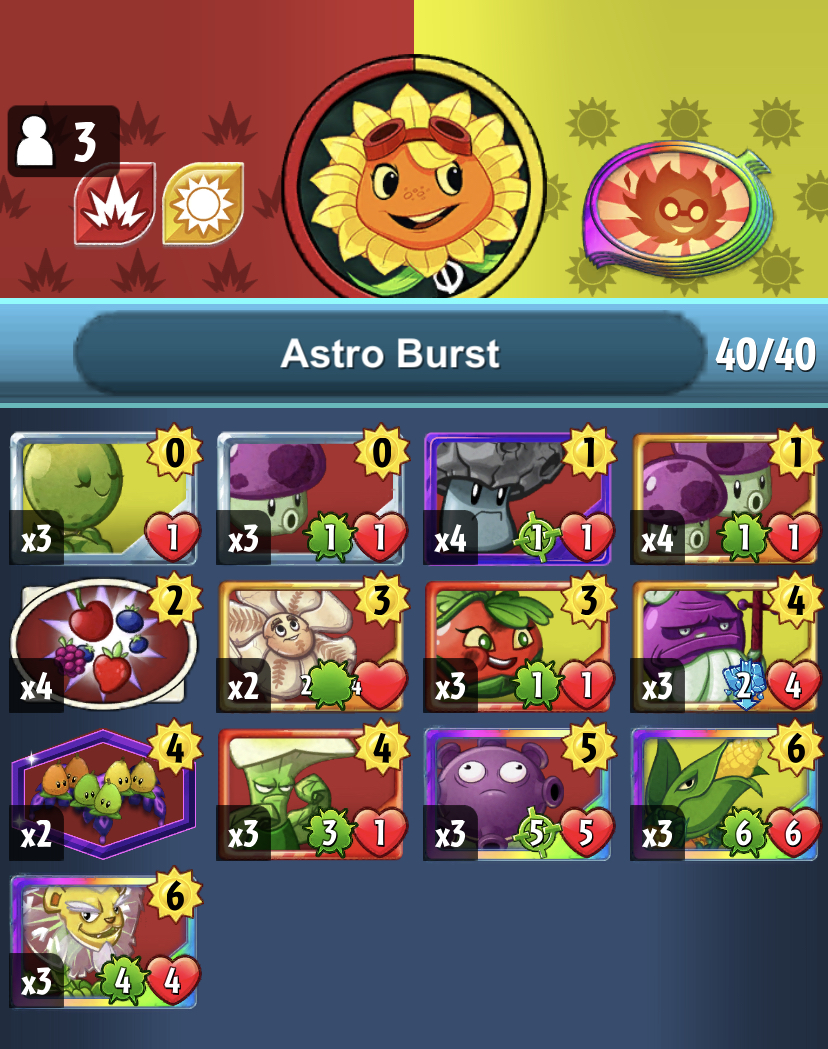 3
Astro Burst 40/40
0 0 1 1
x3 1 x3 1 1 x4 1 1 x4 1 1
2 3 3 4
x4 x2 2 4 x3 1 1 x3 2 4
4 4 5 6
x2 x3 3 1 x3 5 5 x3 6 6
6
x3 4 4